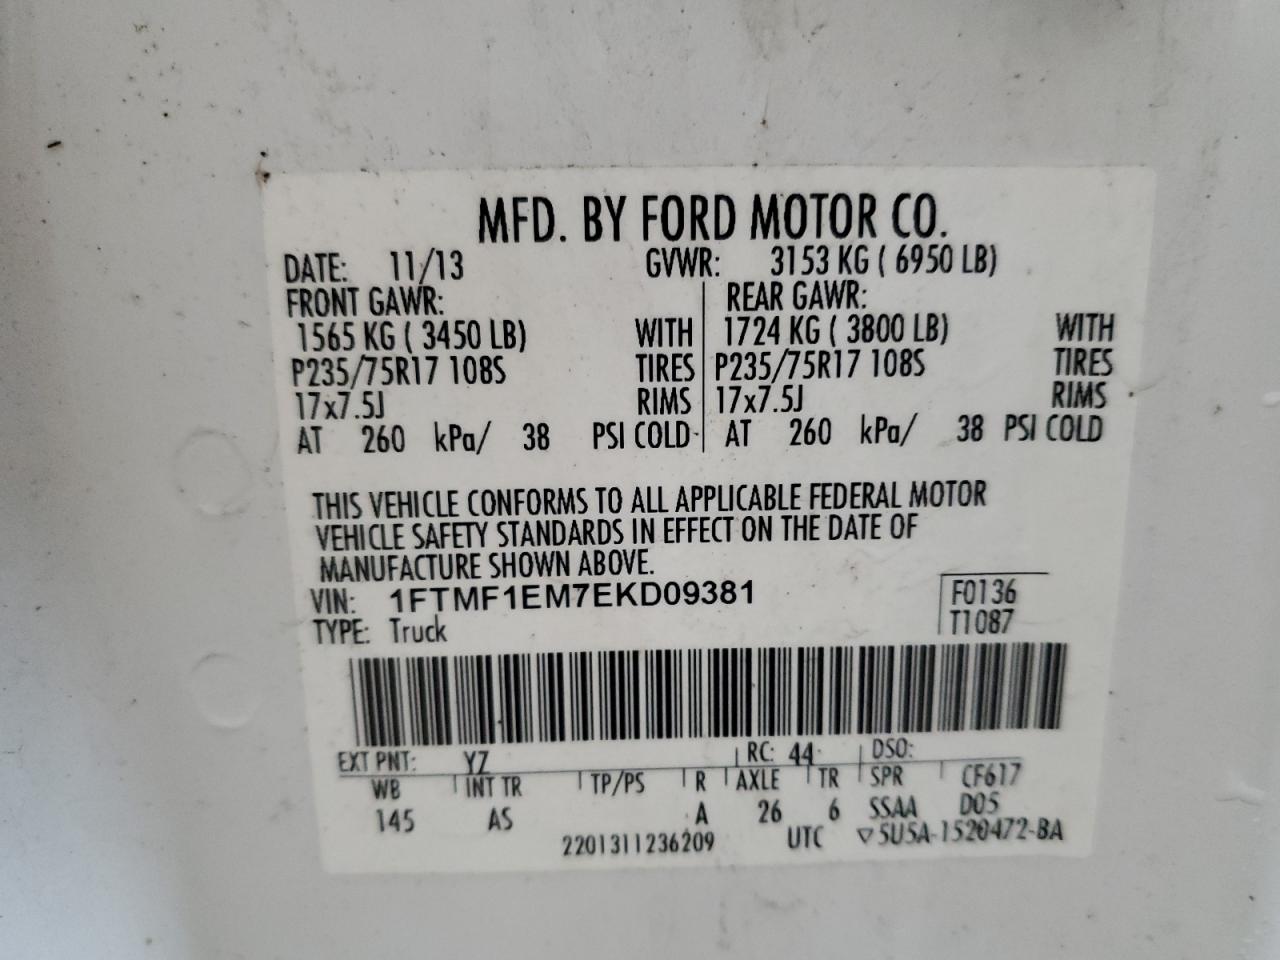 MFD. BY FORD MOTOR CO.
DATE: 11/13 GVWR: 3153 KG ( 6950 LB)
FRONT GAWR: REAR GAWR:
1565 KG ( 3450 LB) WITH 1724 KG ( 3800 LB) WITH
P235/75R17 108S TIRES P235/75R17 108S TIRES
17x7.5J RIMS 17x7.5J RIMS
AT 260 kPa/ 38 PSI COLD AT 260 kPa/ 38 PSI COLD
THIS VEHICLE CONFORMS TO ALL APPLICABLE FEDERAL MOTOR
VEHICLE SAFETY STANDARDS IN EFFECT ON THE DATE OF
MANUFACTURE SHOWN ABOVE.
VIN: 1FTMF1EM7EKD09381 F0136
TYPE: Truck T1087
EXT PNT: YZ RC: 44 DSO:
WB INT TR TP/PS R AXLE TR SPR CF617
145 AS A 26 6 SSAA D05
2201311236209 UTC ▽5U5A-1520472-BA